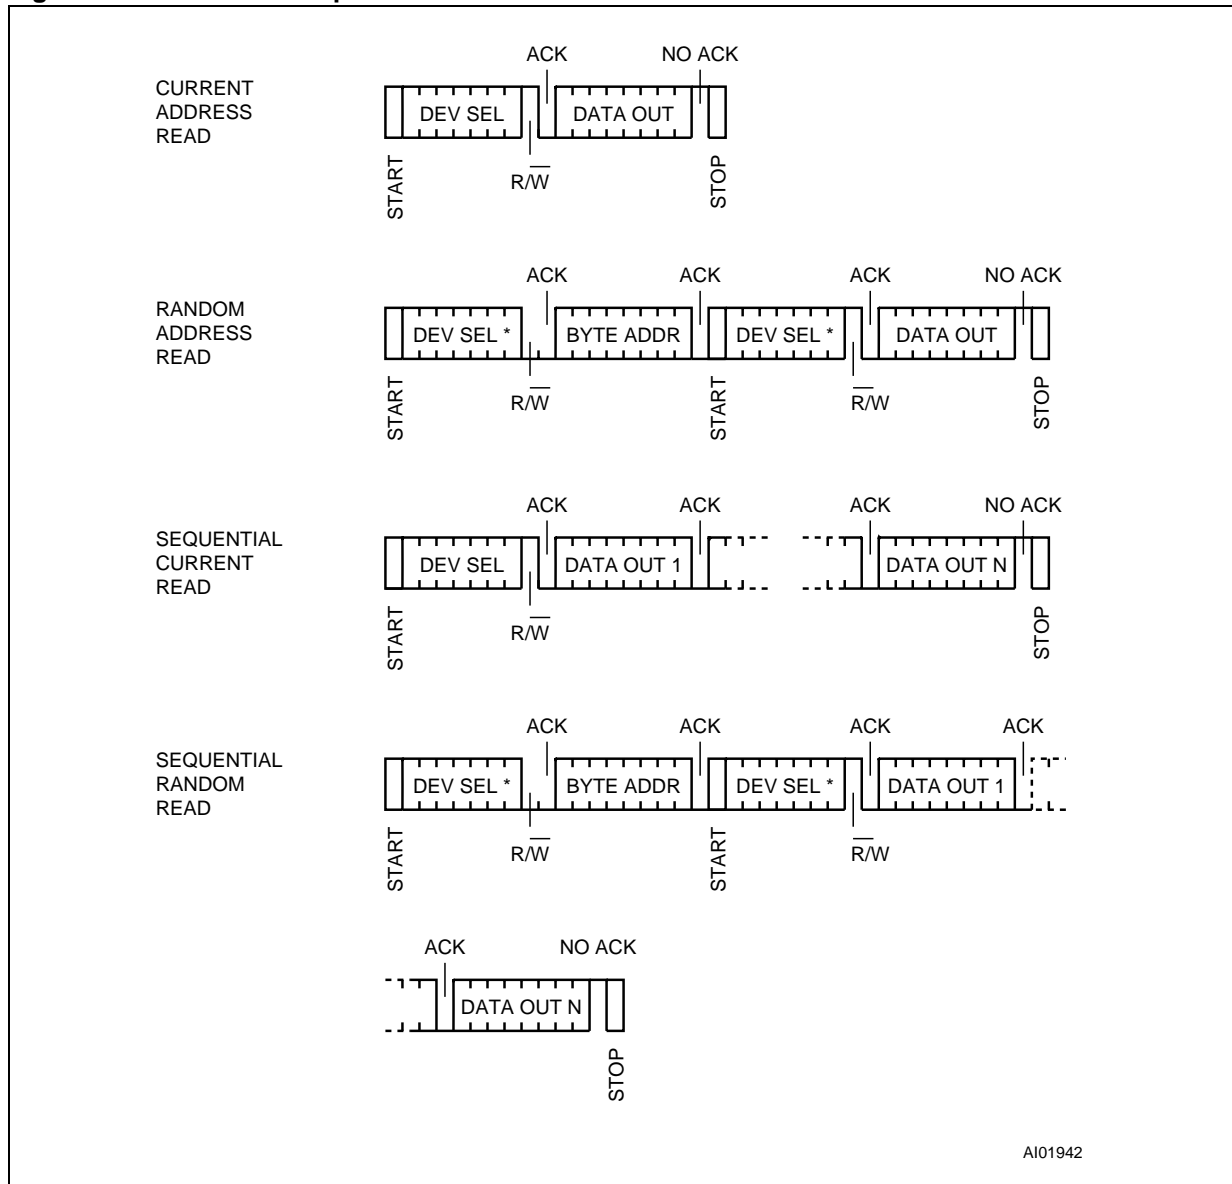 ACK NO ACK
CURRENT
ADDRESS
READ
DEV SEL DATA OUT
START R/W̅ STOP
ACK ACK ACK NO ACK
RANDOM
ADDRESS
READ
DEV SEL * BYTE ADDR DEV SEL * DATA OUT
START R/W̅ START R̅/W STOP
ACK ACK ACK NO ACK
SEQUENTIAL
CURRENT
READ
DEV SEL DATA OUT 1 DATA OUT N
START R/W̅ STOP
ACK ACK ACK ACK
SEQUENTIAL
RANDOM
READ
DEV SEL * BYTE ADDR DEV SEL * DATA OUT 1
START R/W̅ START R̅/W
ACK NO ACK
DATA OUT N
STOP
AI01942